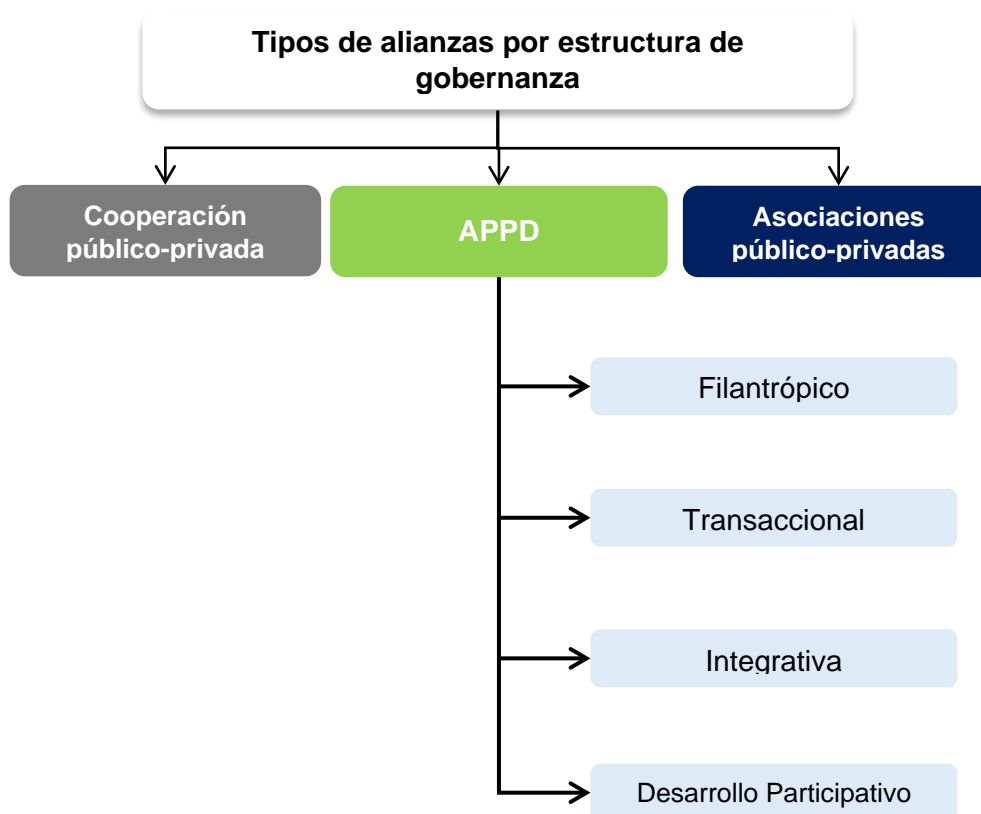 Tipos de alianzas por estructura de
gobernanza
Cooperación
público-privada
APPD
Asociaciones
público-privadas
Filantrópico
Transaccional
Integrativa
Desarrollo Participativo